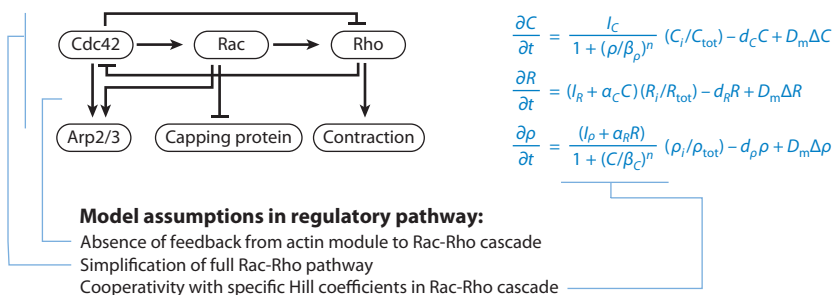 Cdc42 Rac Rho
Arp2/3 Capping protein Contraction
∂C/∂t = I_C/(1 + (ρ/β_ρ)^n) (C_i/C_tot) – d_C C + D_m ΔC
∂R/∂t = (I_R + α_C C)(R_i/R_tot) – d_R R + D_m ΔR
∂ρ/∂t = (I_ρ + α_R R)/(1 + (C/β_C)^n) (ρ_i/ρ_tot) – d_ρ ρ + D_m Δρ
Model assumptions in regulatory pathway:
Absence of feedback from actin module to Rac-Rho cascade
Simplification of full Rac-Rho pathway
Cooperativity with specific Hill coefficients in Rac-Rho cascade